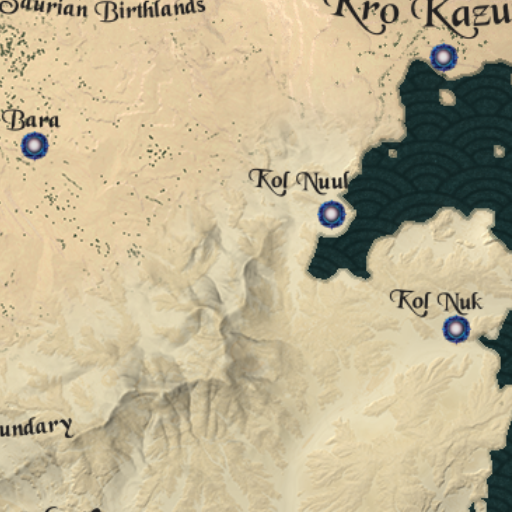 Saurian Birthlands
Kro Kazu
Bara
Kol Nuul
Kol Nuk
undary